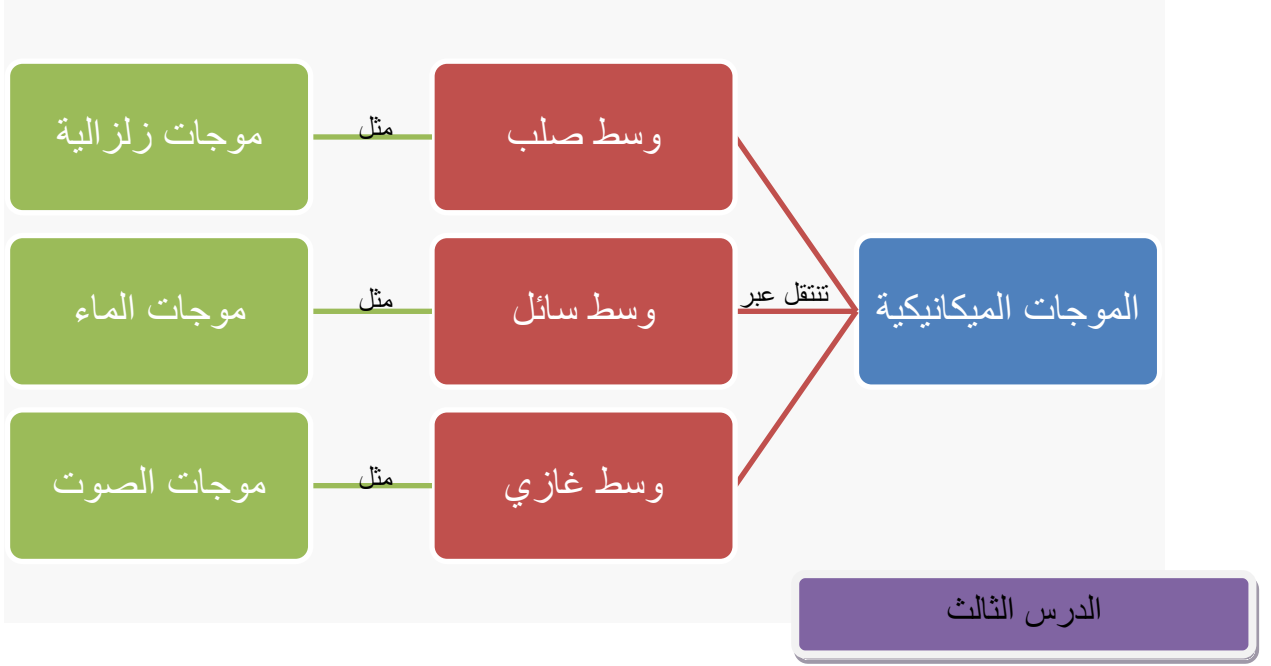 الموجات الميكانيكية
تنتقل عبر
وسط صلب
مثل
موجات زلزالية
وسط سائل
مثل
موجات الماء
وسط غازي
مثل
موجات الصوت
الدرس الثالث